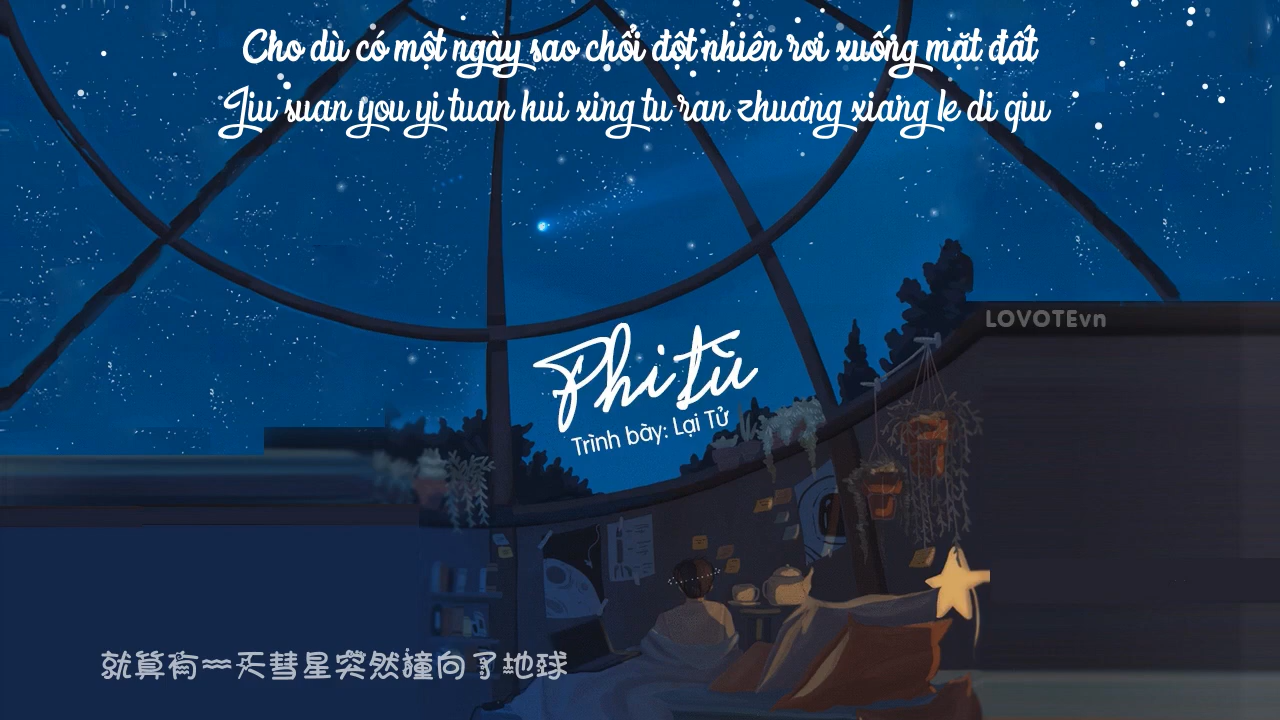 Cho dù có một ngày sao chổi đột nhiên rơi xuống mặt đất
Jiu suan you yi tuan hui xing tu ran zhuang xiang le di qiu
LOVOTEvn
Phi tù
Trình bày: Lại Tử
就算有一天彗星突然撞向了地球